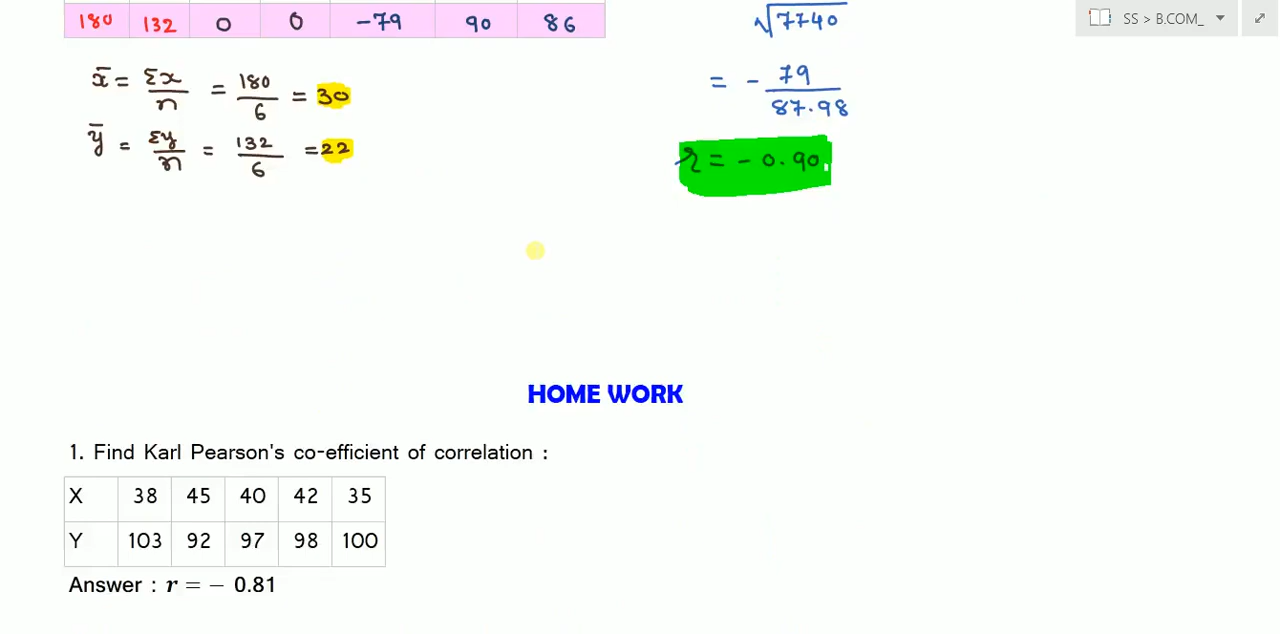 180 132 0 0 -79 90 86
√7740
SS > B.COM_
x̄ = Σx/n = 180/6 = 30
= - 79/87.98
ȳ = Σy/n = 132/6 = 22
r = - 0.90
HOME WORK
1. Find Karl Pearson's co-efficient of correlation :
X 38 45 40 42 35
Y 103 92 97 98 100
Answer : r = - 0.81